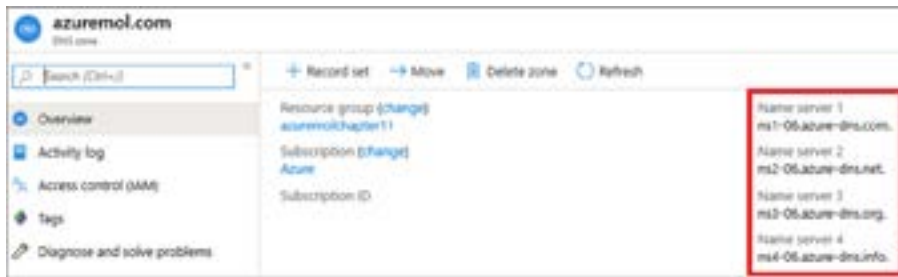 azuremol.com
DNS zone
Search (Ctrl+/)
Record set Move Delete zone Refresh
Overview
Activity log
Access control (IAM)
Tags
Diagnose and solve problems
Resource group (change)
azuremolchapter11
Subscription (change)
Azure
Subscription ID
Name server 1
ns1-06.azure-dns.com.
Name server 2
ns2-06.azure-dns.net.
Name server 3
ns3-06.azure-dns.org.
Name server 4
ns4-06.azure-dns.info.